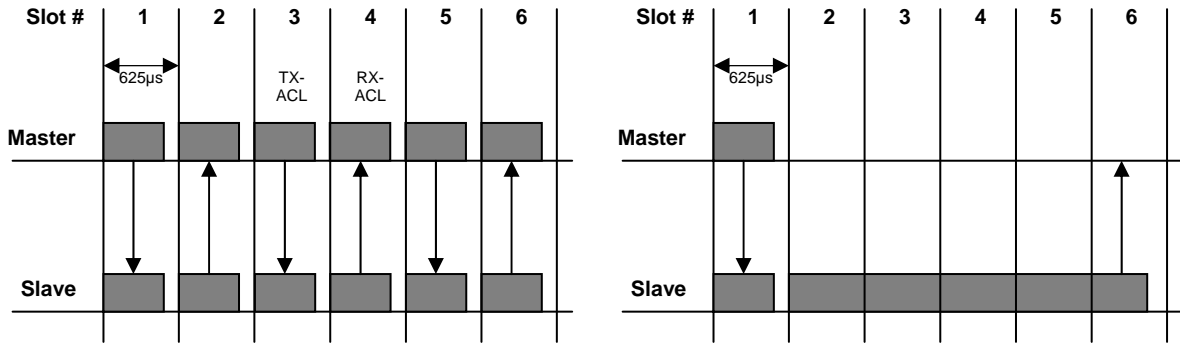 Slot # 1 2 3 4 5 6
625µs
TX-
ACL
RX-
ACL
Master
Slave
Slot # 1 2 3 4 5 6
625µs
Master
Slave